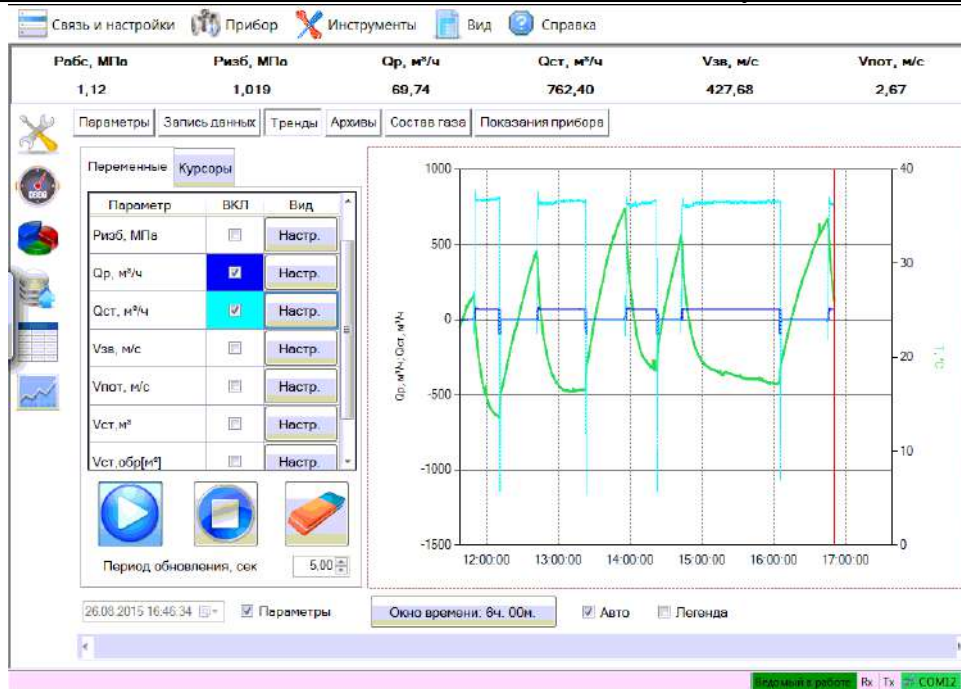 Связь и настройки Прибор Инструменты Вид Справка
Рабс, МПа Ризб, МПа Qр, м³/ч Qст, м³/ч Vзв, м/с Vпот, м/с
1,12 1,019 69,74 762,40 427,68 2,67
Параметры Запись данных Тренды Архивы Состав газа Показания прибора
Переменные Курсоры
Параметр ВКЛ Вид
Ризб, МПа Настр.
Qр, м³/ч Настр.
Qст, м³/ч Настр.
Vзв, м/с Настр.
Vпот, м/с Настр.
Vст,м³ Настр.
Vст,обр[м³] Настр.
Период обновления, сек 5,00
1000
500
0
-500
-1000
-1500
Qр, м³/ч; Qст, м³/ч
40
30
20
10
0
T,°C
12:00:00 13:00:00 14:00:00 15:00:00 16:00:00 17:00:00
26.08.2015 16:46:34 Параметры Окно времени: 6ч. 00м. Авто Легенда
Ведомый в работе Rx Tx COM12